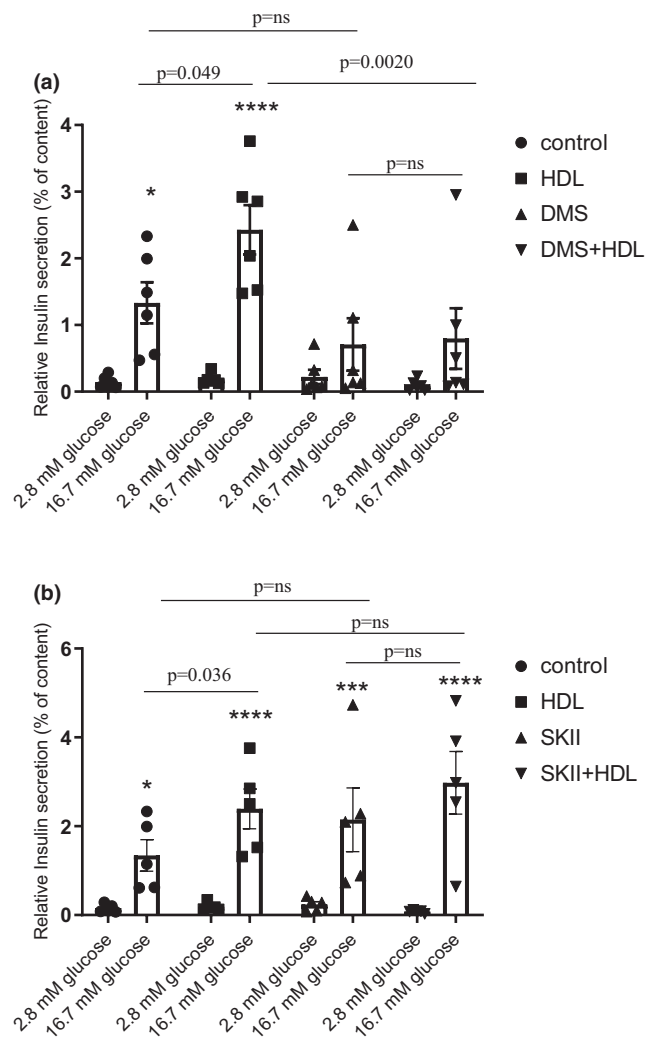 p=ns
(a)
p=0.049
p=0.0020
****
*
p=ns
Relative Insulin secretion (% of content)
4
3
2
1
0
2.8 mM glucose
16.7 mM glucose
2.8 mM glucose
16.7 mM glucose
2.8 mM glucose
16.7 mM glucose
2.8 mM glucose
16.7 mM glucose
control
HDL
DMS
DMS+HDL
(b)
p=ns
p=ns
p=ns
p=0.036
***
****
****
*
Relative Insulin secretion (% of content)
6
4
2
0
2.8 mM glucose
16.7 mM glucose
2.8 mM glucose
16.7 mM glucose
2.8 mM glucose
16.7 mM glucose
2.8 mM glucose
16.7 mM glucose
control
HDL
SKII
SKII+HDL